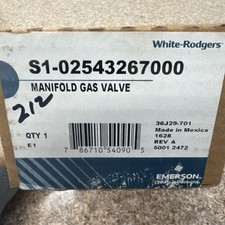 White-Rodgers™
S1-02543267000
MANIFOLD GAS VALVE
212
QTY 1
E1
7 86710 54090 5
36J29-701
Made in Mexico
1628
REV A
5001 2472
EMERSON